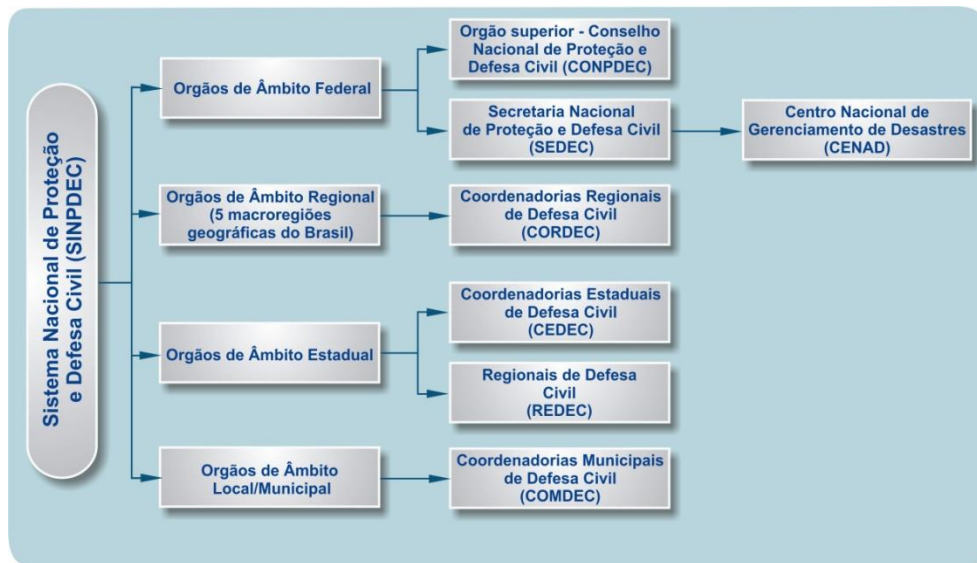 Sistema Nacional de Proteção
e Defesa Civil (SINPDEC)
Orgãos de Âmbito Federal
Orgão superior - Conselho
Nacional de Proteção e
Defesa Civil (CONPDEC)
Secretaria Nacional
de Proteção e Defesa Civil
(SEDEC)
Centro Nacional de
Gerenciamento de Desastres
(CENAD)
Orgãos de Âmbito Regional
(5 macroregiões
geográficas do Brasil)
Coordenadorias Regionais
de Defesa Civil
(CORDEC)
Orgãos de Âmbito Estadual
Coordenadorias Estaduais
de Defesa Civil
(CEDEC)
Regionais de Defesa
Civil
(REDEC)
Orgãos de Âmbito
Local/Municipal
Coordenadorias Municipais
de Defesa Civil
(COMDEC)